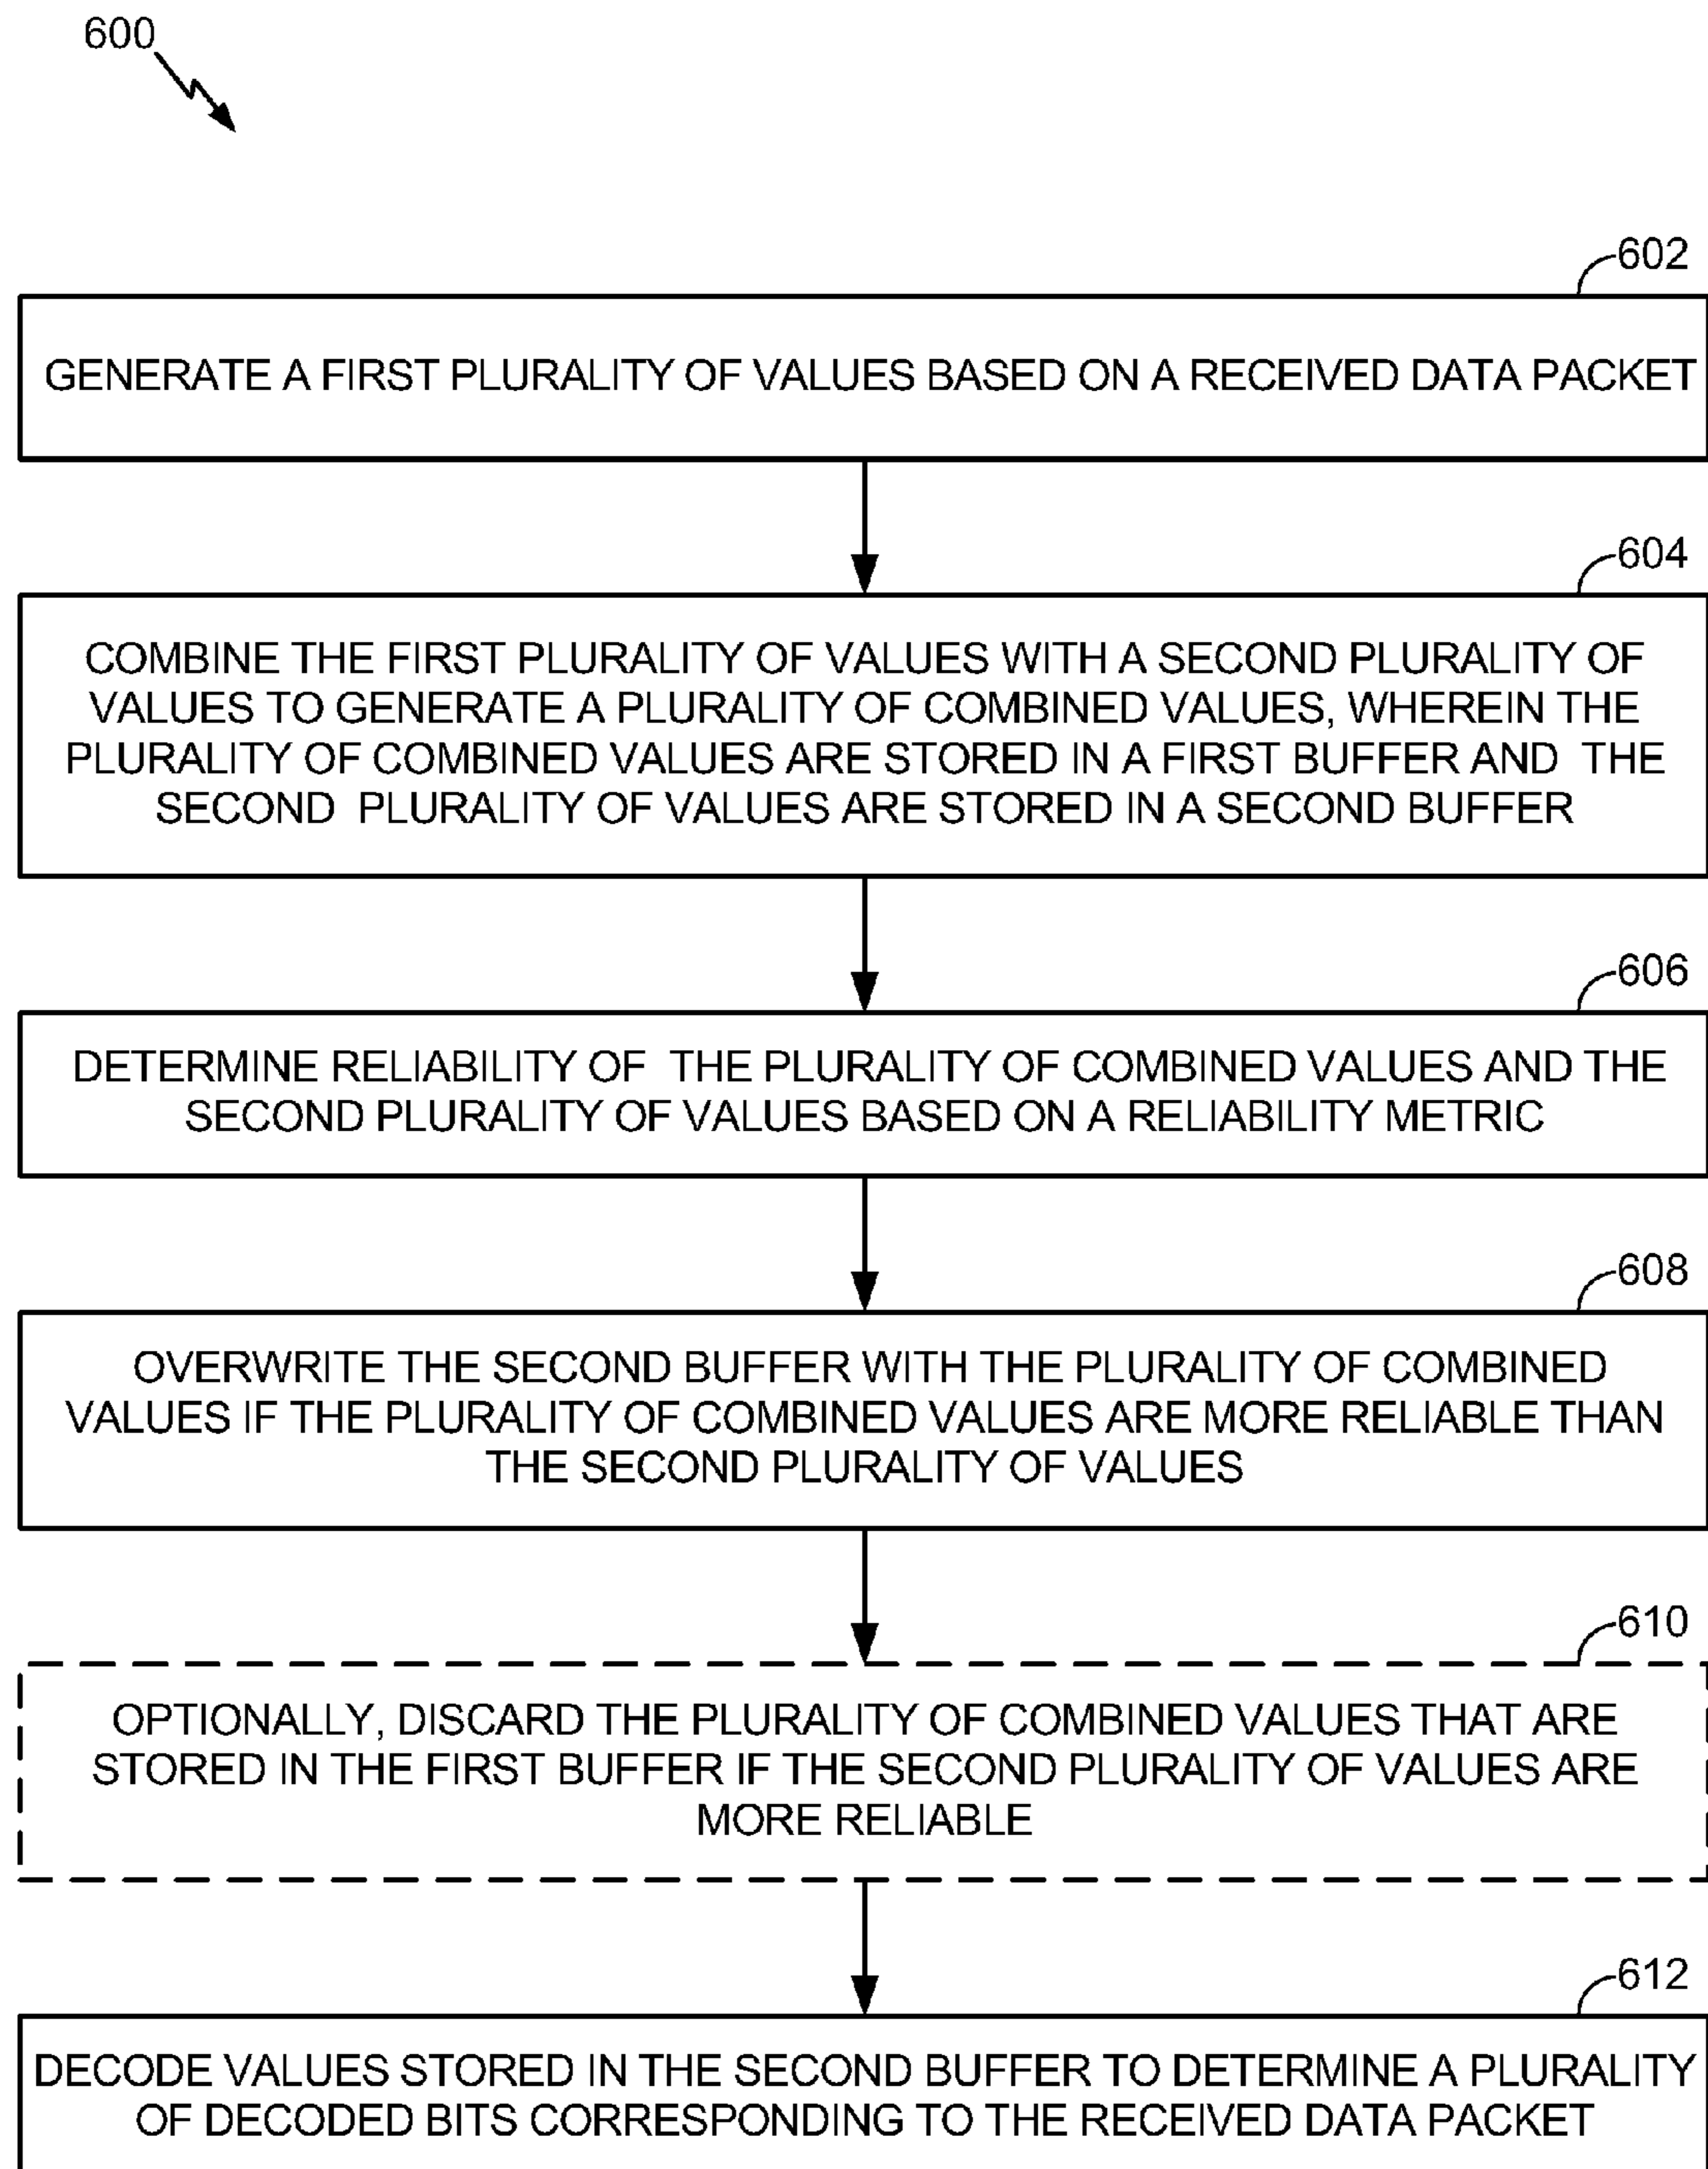 600
602
GENERATE A FIRST PLURALITY OF VALUES BASED ON A RECEIVED DATA PACKET
604
COMBINE THE FIRST PLURALITY OF VALUES WITH A SECOND PLURALITY OF
VALUES TO GENERATE A PLURALITY OF COMBINED VALUES, WHEREIN THE
PLURALITY OF COMBINED VALUES ARE STORED IN A FIRST BUFFER AND THE
SECOND PLURALITY OF VALUES ARE STORED IN A SECOND BUFFER
606
DETERMINE RELIABILITY OF THE PLURALITY OF COMBINED VALUES AND THE
SECOND PLURALITY OF VALUES BASED ON A RELIABILITY METRIC
608
OVERWRITE THE SECOND BUFFER WITH THE PLURALITY OF COMBINED
VALUES IF THE PLURALITY OF COMBINED VALUES ARE MORE RELIABLE THAN
THE SECOND PLURALITY OF VALUES
610
OPTIONALLY, DISCARD THE PLURALITY OF COMBINED VALUES THAT ARE
STORED IN THE FIRST BUFFER IF THE SECOND PLURALITY OF VALUES ARE
MORE RELIABLE
612
DECODE VALUES STORED IN THE SECOND BUFFER TO DETERMINE A PLURALITY
OF DECODED BITS CORRESPONDING TO THE RECEIVED DATA PACKET